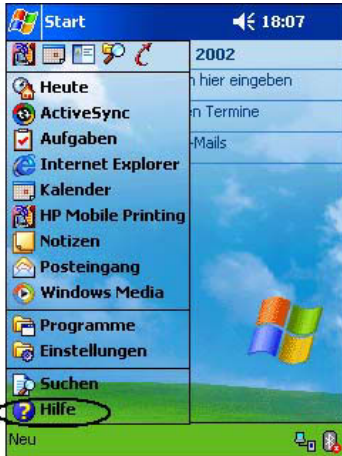 Start 18:07
2002
Heute
hier eingeben
ActiveSync
Termine
Aufgaben
-Mails
Internet Explorer
Kalender
HP Mobile Printing
Notizen
Posteingang
Windows Media
Programme
Einstellungen
Suchen
Hilfe
Neu